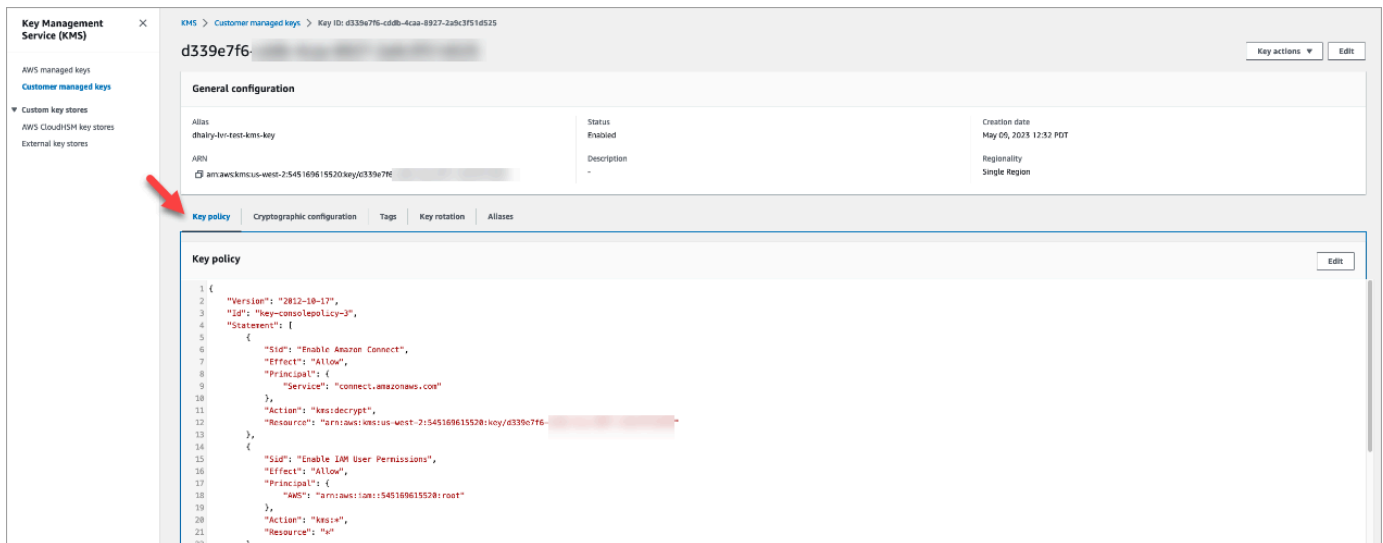 Key Management
Service (KMS)
AWS managed keys
Customer managed keys
Custom key stores
AWS CloudHSM key stores
External key stores
KMS > Customer managed keys > Key ID: d339e7f6-cddb-4caa-8927-2a9c3f51d525
d339e7f6-
Key actions ▼ Edit
General configuration
Alias
dhairy-lvr-test-kms-key
Status
Enabled
Creation date
May 09, 2023 12:32 PDT
ARN
arn:aws:kms:us-west-2:545169615520:key/d339e7f6
Description
-
Regionality
Single Region
Key policy Cryptographic configuration Tags Key rotation Aliases
Key policy Edit
1 {
2 "Version": "2012-10-17",
3 "Id": "key-consolepolicy-3",
4 "Statement": [
5 {
6 "Sid": "Enable Amazon Connect",
7 "Effect": "Allow",
8 "Principal": {
9 "Service": "connect.amazonaws.com"
10 },
11 "Action": "kms:decrypt",
12 "Resource": "arn:aws:kms:us-west-2:545169615520:key/d339e7f6- "
13 },
14 {
15 "Sid": "Enable IAM User Permissions",
16 "Effect": "Allow",
17 "Principal": {
18 "AWS": "arn:aws:iam::545169615520:root"
19 },
20 "Action": "kms:*",
21 "Resource": "*"